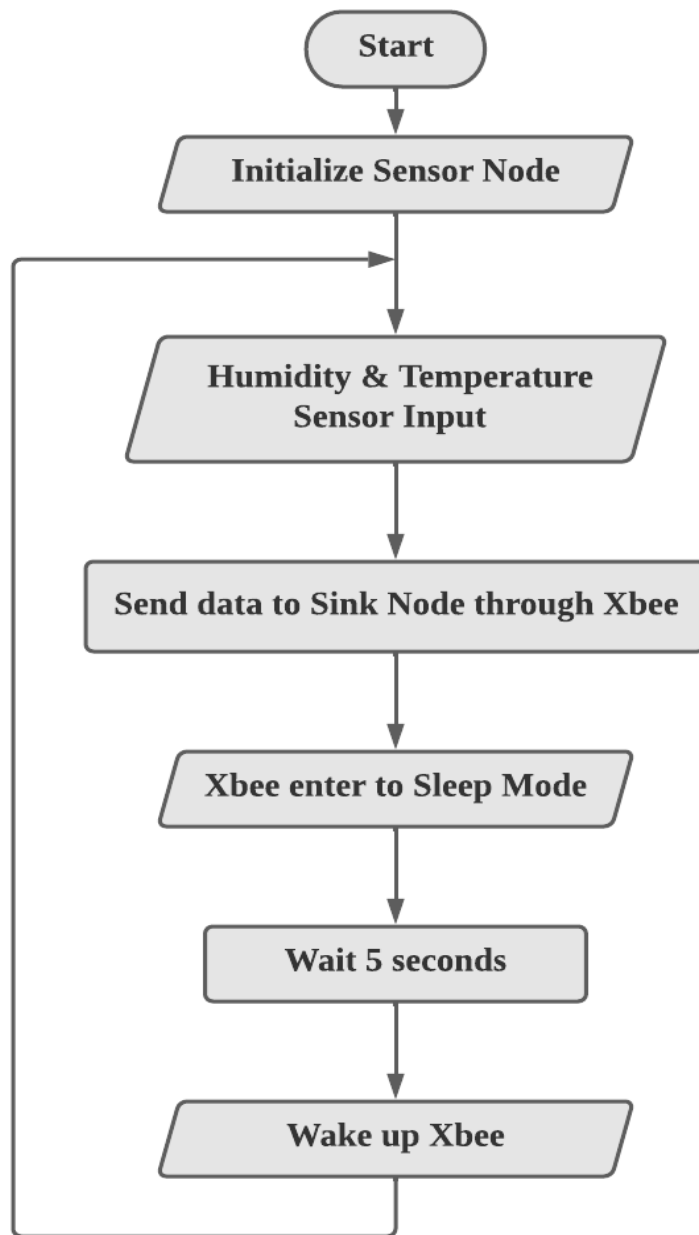 Start
Initialize Sensor Node
Humidity & Temperature
Sensor Input
Send data to Sink Node through Xbee
Xbee enter to Sleep Mode
Wait 5 seconds
Wake up Xbee